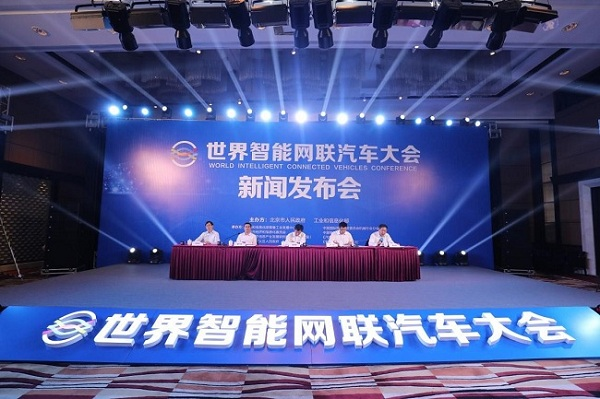 世界智能网联汽车大会
WORLD INTELLIGENT CONNECTED VEHICLES CONFERENCE
新闻发布会
主办方：北京市人民政府 工业和信息化部
世界智能网联汽车大会